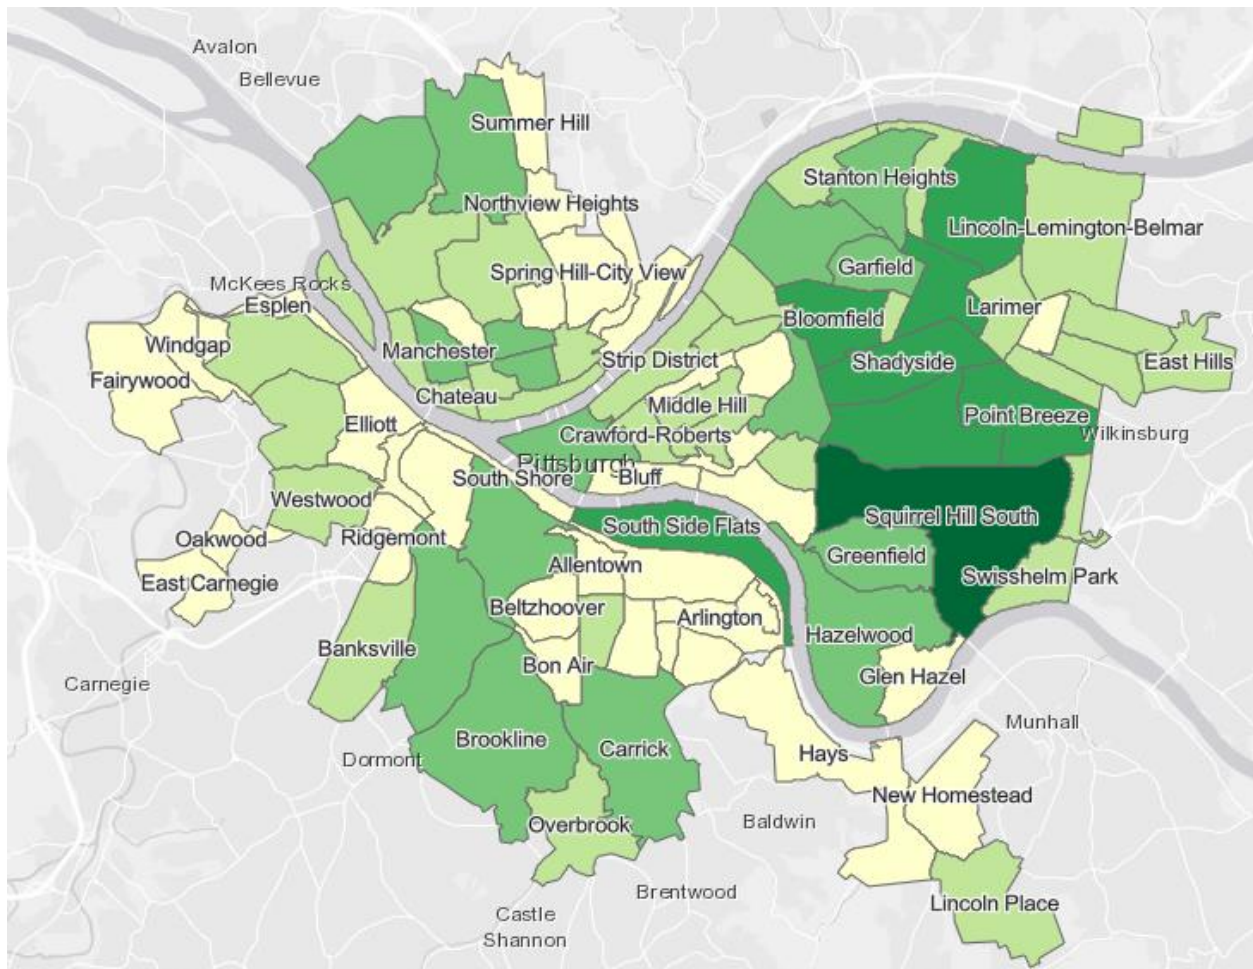 Avalon
Bellevue
Summer Hill
Stanton Heights
Northview Heights
Lincoln-Lemington-Belmar
Garfield
Spring Hill-City View
McKees Rocks
Esplen
Larimer
Bloomfield
Windgap
Manchester
Strip District
Shadyside
East Hills
Fairywood
Chateau
Middle Hill
Point Breeze
Elliott
Crawford-Roberts
Wilkinsburg
Pittsburgh
South Shore
Bluff
Westwood
Squirrel Hill South
South Side Flats
Oakwood
Ridgemont
Greenfield
Allentown
Swisshelm Park
East Carnegie
Beltzhoover
Arlington
Hazelwood
Banksville
Bon Air
Glen Hazel
Carnegie
Munhall
Brookline
Carrick
Hays
Dormont
New Homestead
Baldwin
Overbrook
Brentwood
Lincoln Place
Castle
Shannon